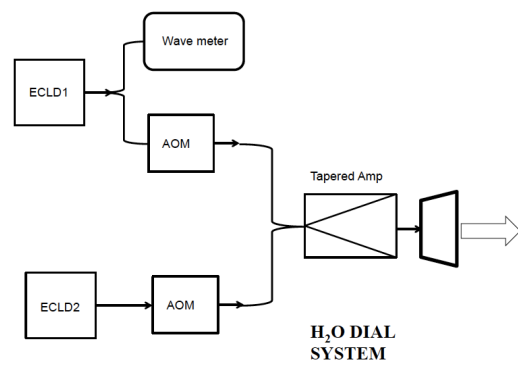 Wave meter
ECLD1
AOM
Tapered Amp
ECLD2
AOM
H₂O DIAL
SYSTEM